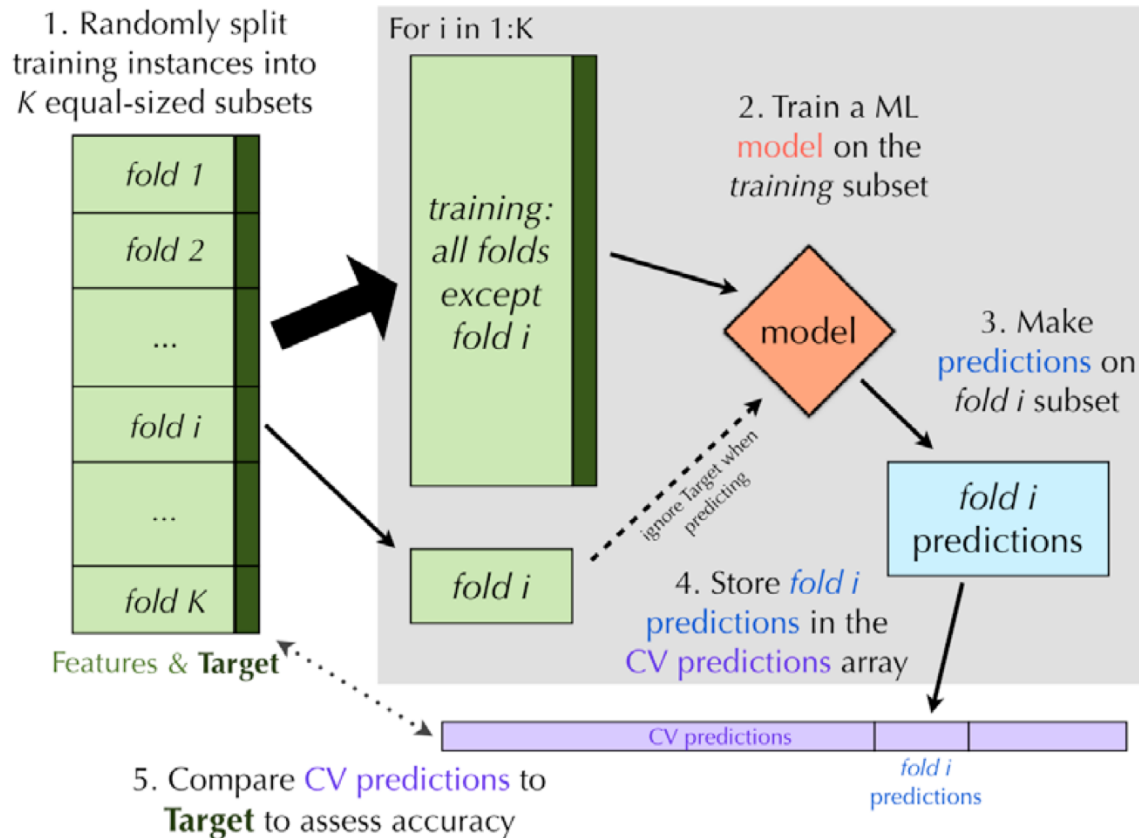 1. Randomly split
training instances into
K equal-sized subsets
fold 1
fold 2
...
fold i
...
fold K
Features & Target
For i in 1:K
training:
all folds
except
fold i
fold i
2. Train a ML
model on the
training subset
model
ignore Target when
predicting
3. Make
predictions on
fold i subset
fold i
predictions
4. Store fold i
predictions in the
CV predictions array
CV predictions
fold i
predictions
5. Compare CV predictions to
Target to assess accuracy